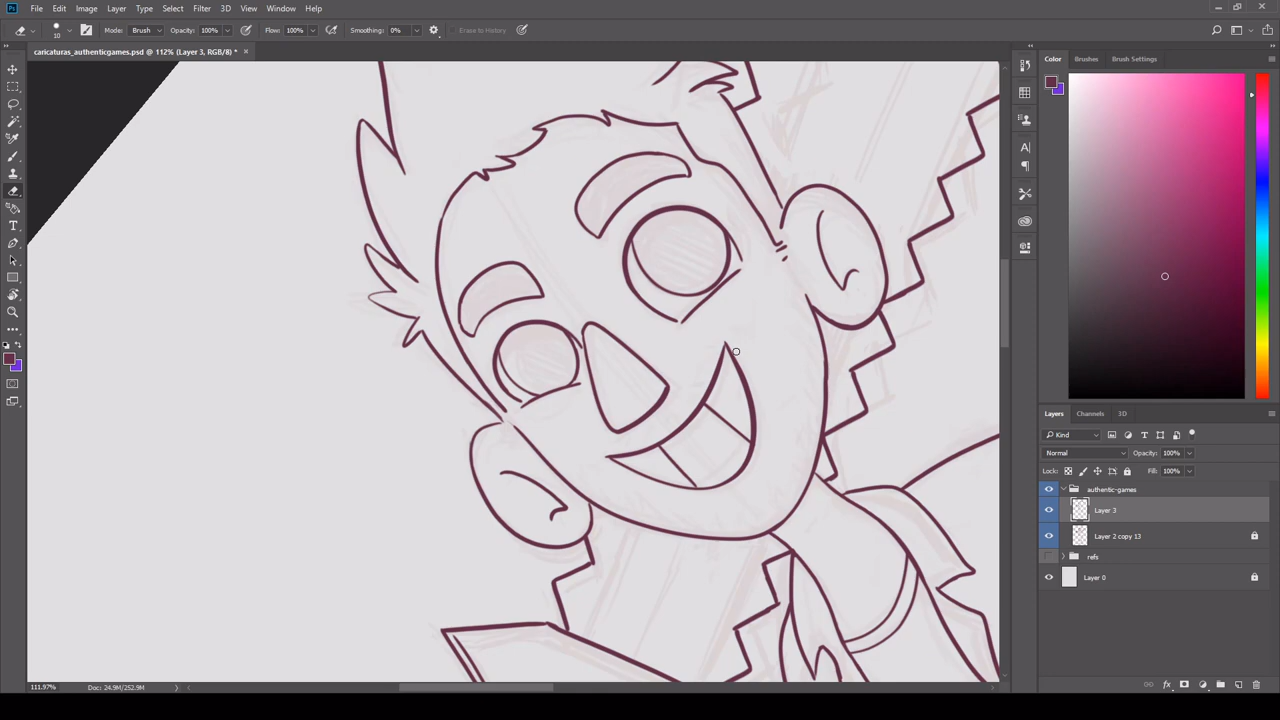 Ps File Edit Image Layer Type Select Filter 3D View Window Help
10 Mode: Brush Opacity: 100% Flow: 100% Smoothing: 0% Erase to History
caricaturas_authenticgames.psd @ 112% (Layer 3, RGB/8) *
Color Brushes Brush Settings
Layers Channels 3D
Kind
Normal Opacity: 100%
Lock: Fill: 100%
authentic-games
Layer 3
Layer 2 copy 13
refs
Layer 0
111.97% Doc: 24.9M/252.9M